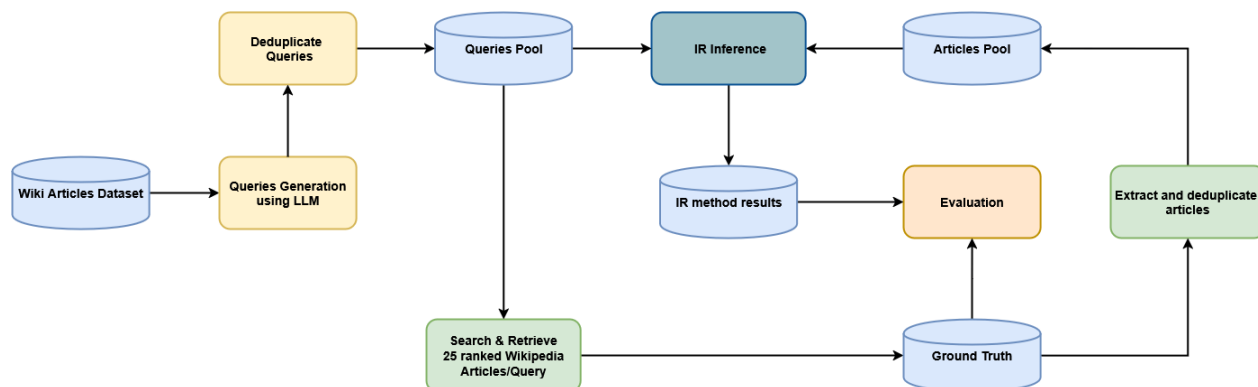 Deduplicate
Queries
Queries Pool
IR Inference
Articles Pool
Wiki Articles Dataset
Queries Generation
using LLM
IR method results
Evaluation
Extract and deduplicate
articles
Search & Retrieve
25 ranked Wikipedia
Articles/Query
Ground Truth